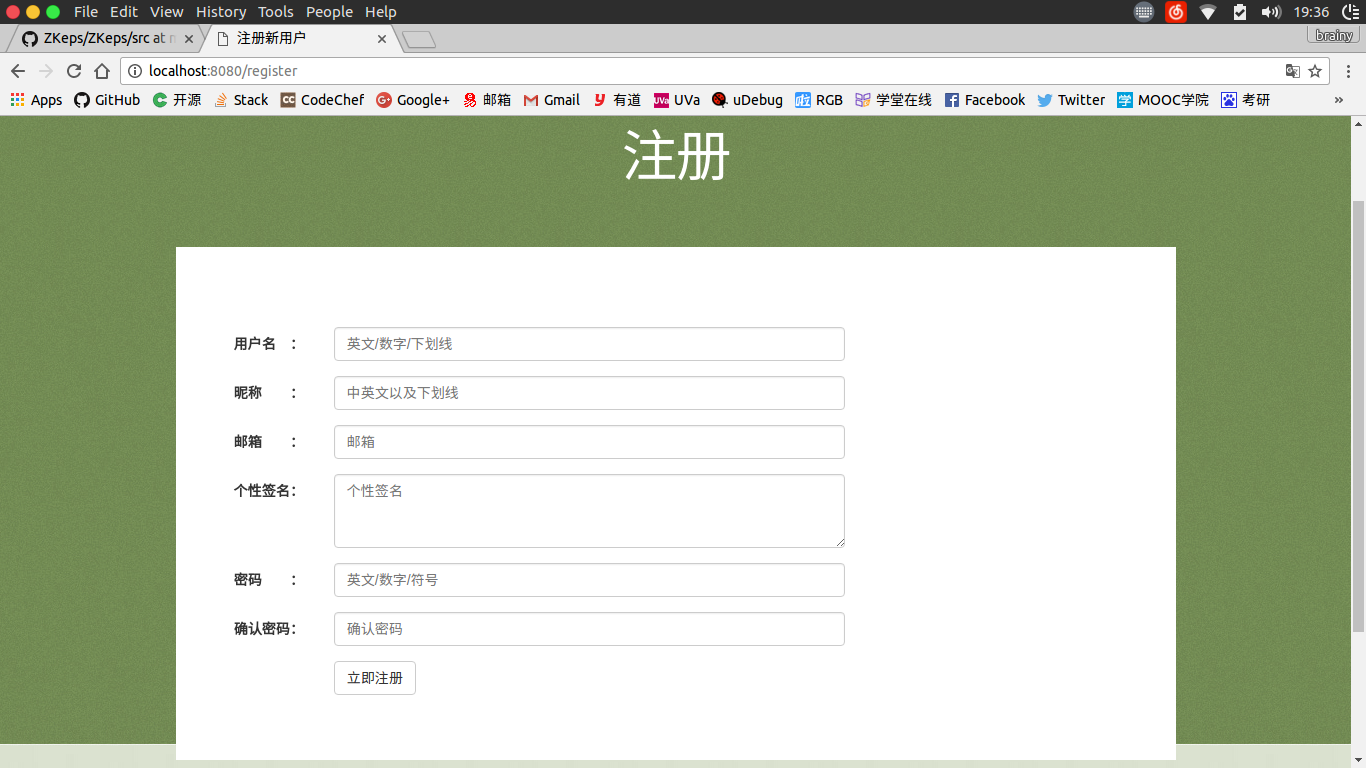 File Edit View History Tools People Help 19:36
ZKeps/ZKeps/src at m 注册新用户 brainy
localhost:8080/register
Apps GitHub 开源 Stack CodeChef Google+ 邮箱 Gmail 有道 UVa uDebug RGB 学堂在线 Facebook Twitter MOOC学院 考研 »
注册
用户名 : 英文/数字/下划线
昵称 : 中英文以及下划线
邮箱 : 邮箱
个性签名: 个性签名
密码 : 英文/数字/符号
确认密码: 确认密码
立即注册